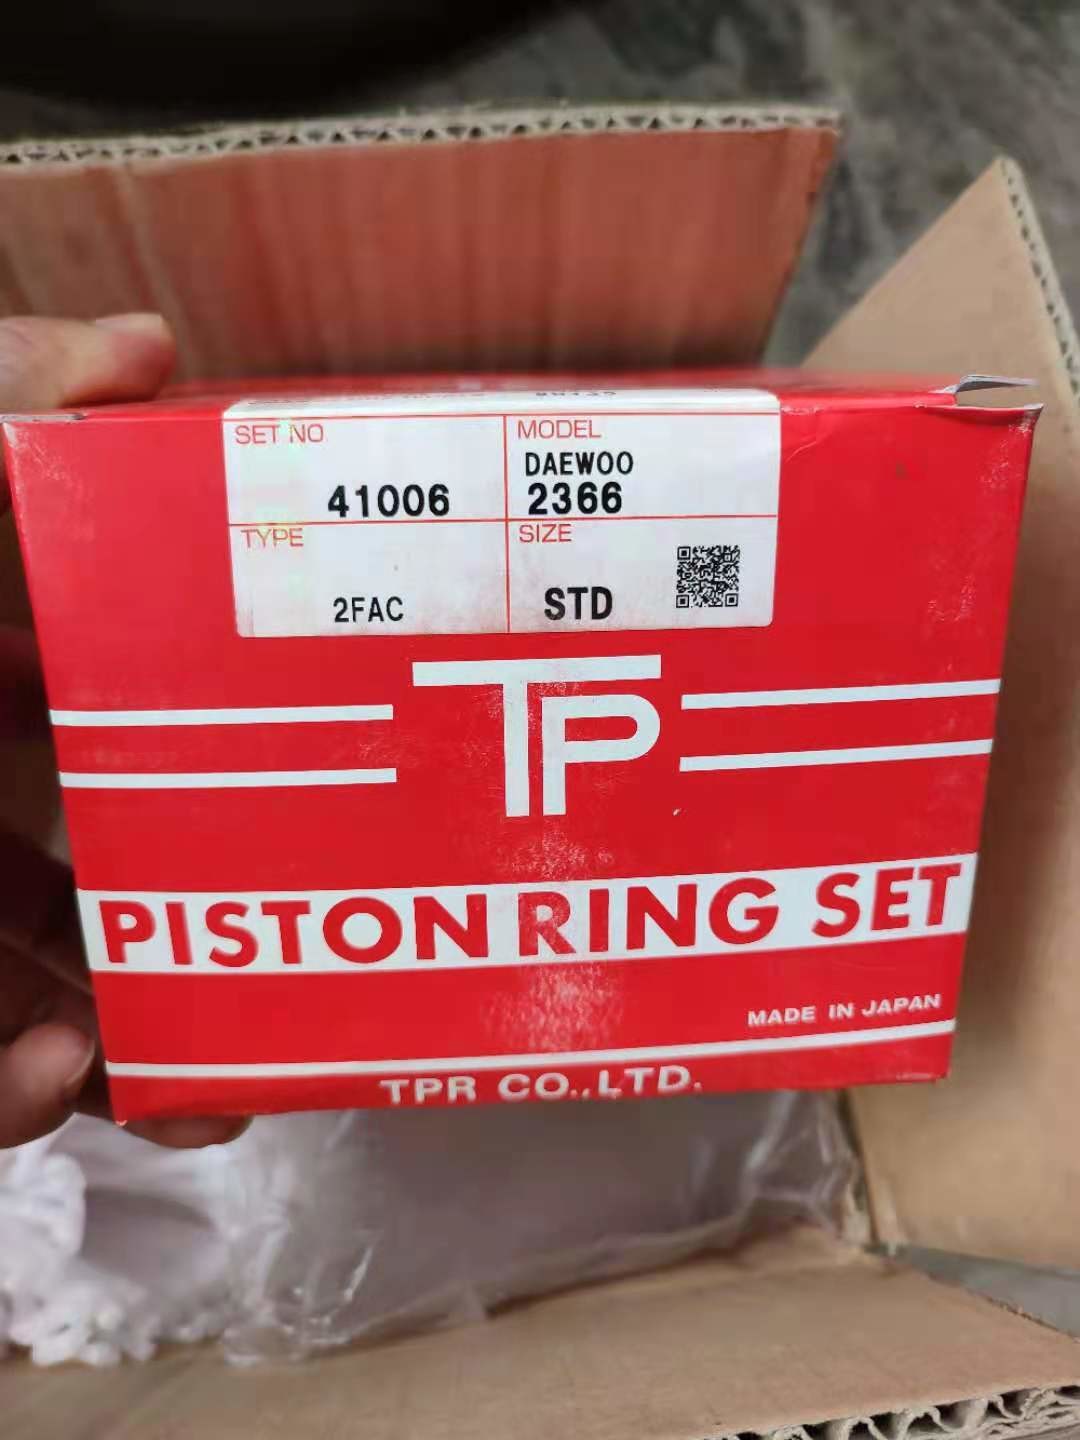 SET NO
41006
MODEL
DAEWOO
2366
TYPE
2FAC
SIZE
STD
TP
PISTON RING SET
MADE IN JAPAN
TPR CO.,LTD.